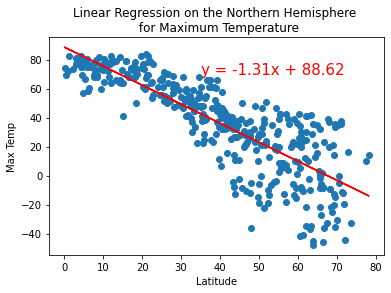 Linear Regression on the Northern Hemisphere
for Maximum Temperature
y = -1.31x + 88.62
Max Temp
80
60
40
20
0
−20
−40
0 10 20 30 40 50 60 70 80
Latitude